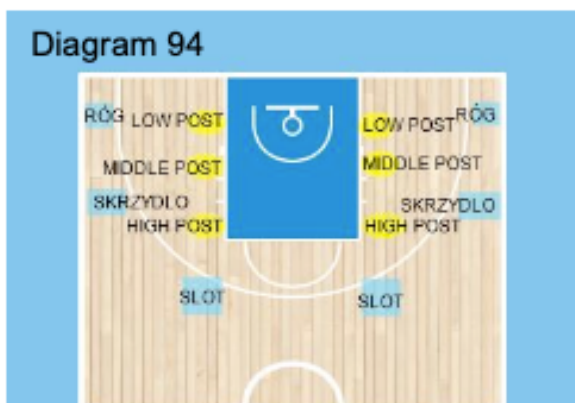 Diagram 94
RÓG LOW POST LOW POST RÓG
MIDDLE POST MIDDLE POST
SKRZYDLO SKRZYDLO
HIGH POST HIGH POST
SLOT SLOT